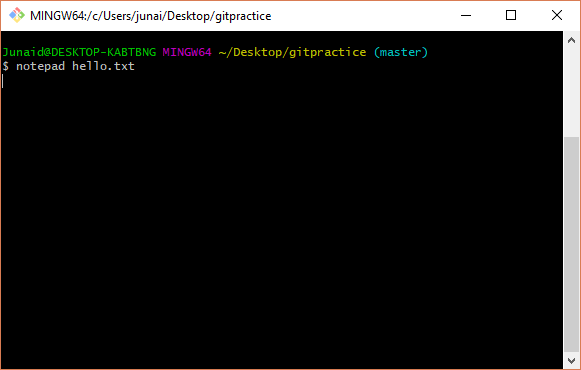 MINGW64:/c/Users/junai/Desktop/gitpractice
Junaid@DESKTOP-KABTBNG MINGW64 ~/Desktop/gitpractice (master)
$ notepad hello.txt